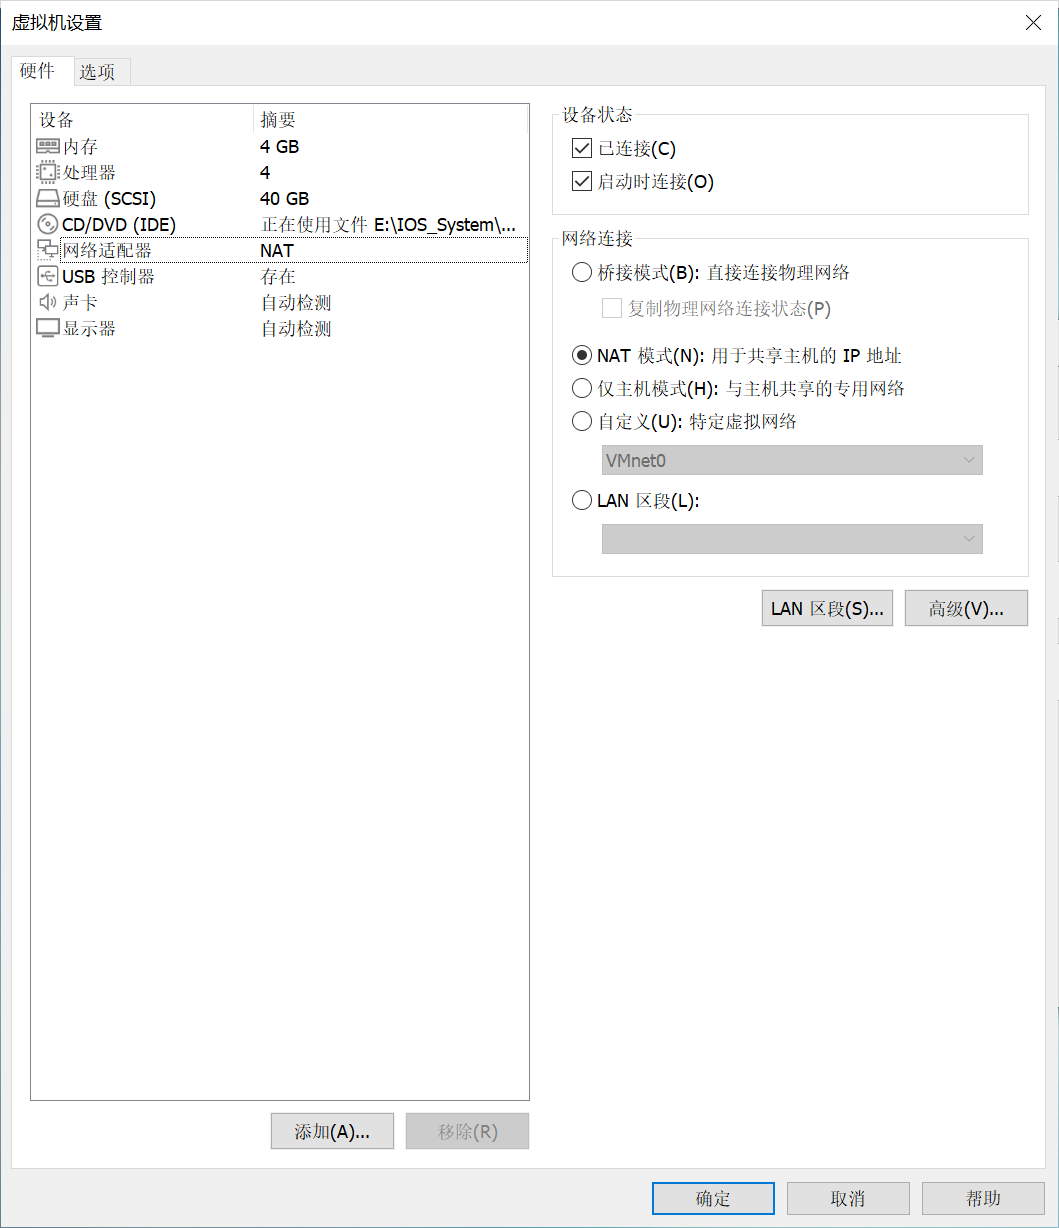 虚拟机设置
硬件 选项
设备 摘要
内存 4 GB
处理器 4
硬盘 (SCSI) 40 GB
CD/DVD (IDE) 正在使用文件 E:\IOS_System\...
网络适配器 NAT
USB 控制器 存在
声卡 自动检测
显示器 自动检测
添加(A)... 移除(R)
设备状态
已连接(C)
启动时连接(O)
网络连接
桥接模式(B): 直接连接物理网络
复制物理网络连接状态(P)
NAT 模式(N): 用于共享主机的 IP 地址
仅主机模式(H): 与主机共享的专用网络
自定义(U): 特定虚拟网络
VMnet0
LAN 区段(L):
LAN 区段(S)... 高级(V)...
确定 取消 帮助